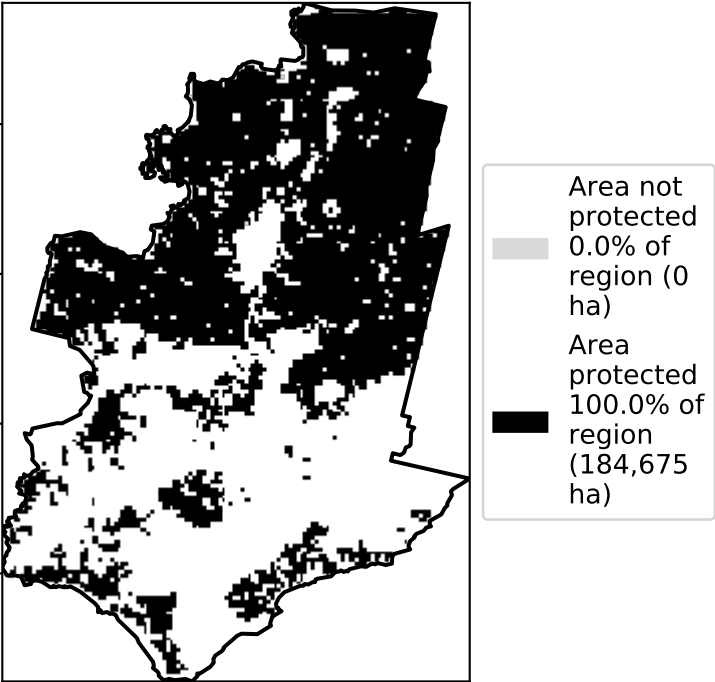 Area not
protected
0.0% of
region (0
ha)
Area
protected
100.0% of
region
(184,675
ha)